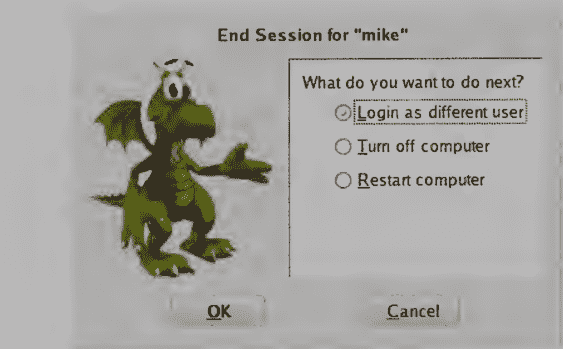 End Session for "mike"
What do you want to do next?
Login as different user
Turn off computer
Restart computer
OK
Cancel